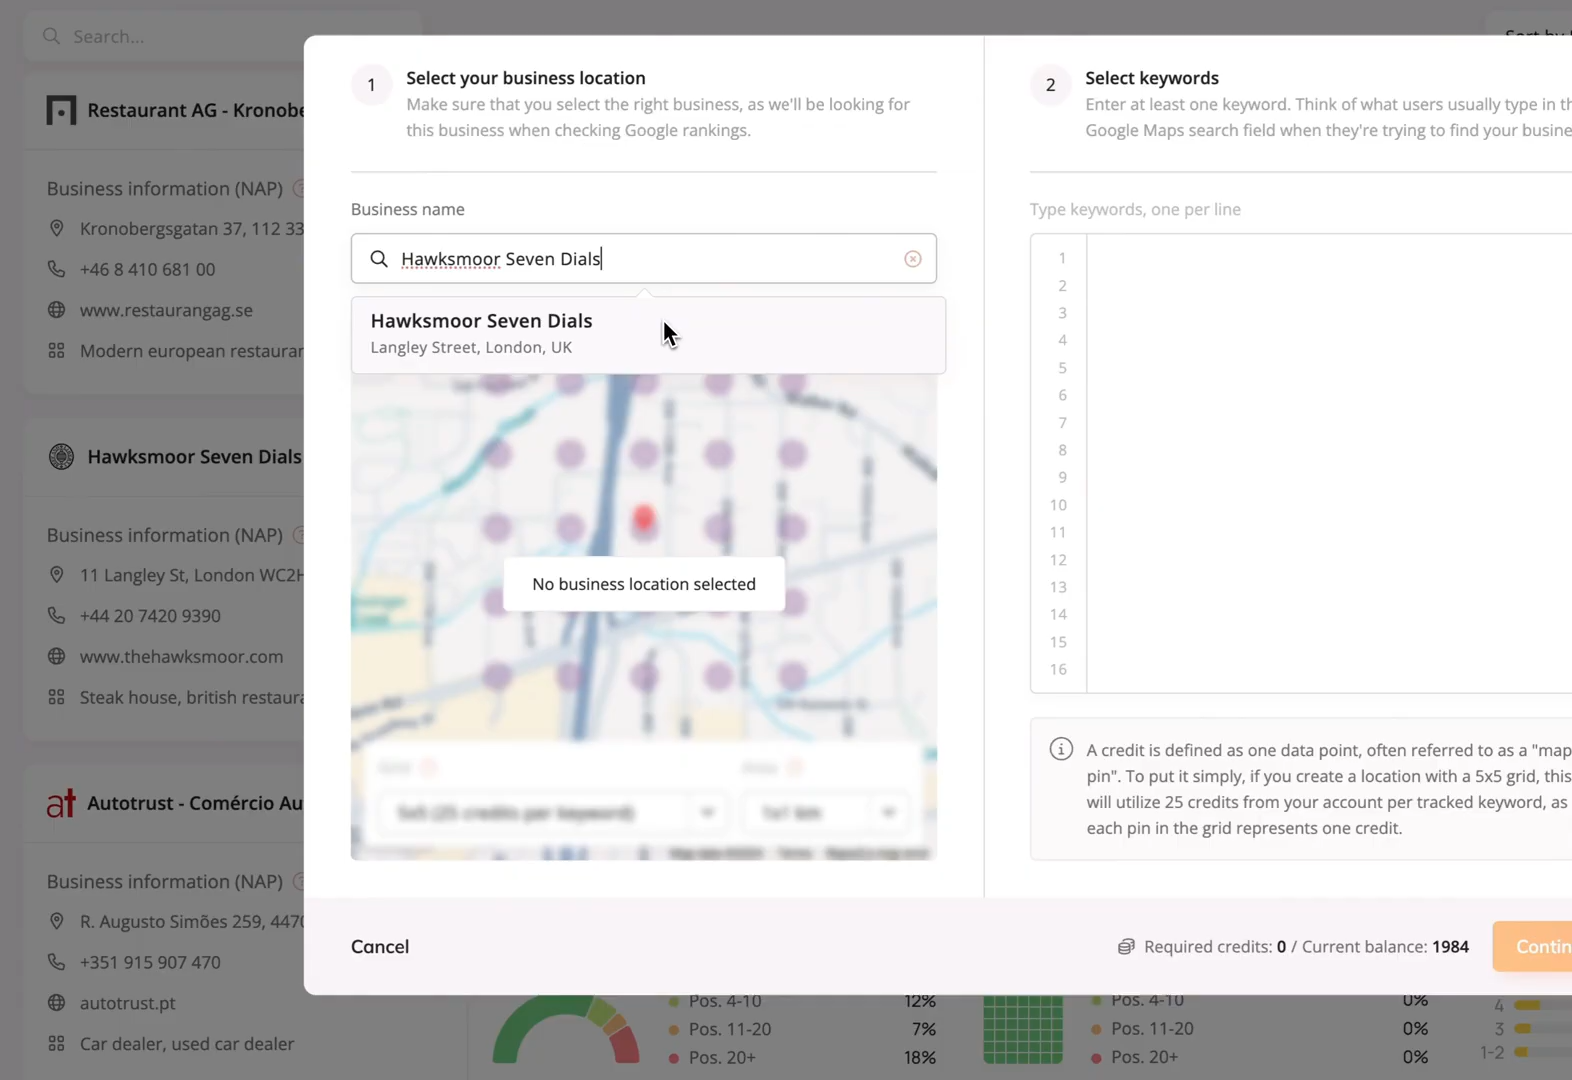 Search...
Sort by
Restaurant AG - Kronobe
Business information (NAP)
Kronobergsgatan 37, 112 33
+46 8 410 681 00
www.restaurangag.se
Modern european restauran
Hawksmoor Seven Dials
Business information (NAP)
11 Langley St, London WC2H
+44 20 7420 9390
www.thehawksmoor.com
Steak house, british restaura
Autotrust - Comércio Au
Business information (NAP)
R. Augusto Simões 259, 4470
+351 915 907 470
autotrust.pt
Car dealer, used car dealer
1
Select your business location
Make sure that you select the right business, as we'll be looking for
this business when checking Google rankings.
Business name
Hawksmoor Seven Dials
Hawksmoor Seven Dials
Langley Street, London, UK
No business location selected
5x5 (25 credits per keyword)
1x1 km
2
Select keywords
Enter at least one keyword. Think of what users usually type in th
Google Maps search field when they're trying to find your busine
Type keywords, one per line
1
2
3
4
5
6
7
8
9
10
11
12
13
14
15
16
A credit is defined as one data point, often referred to as a "map
pin". To put it simply, if you create a location with a 5x5 grid, this
will utilize 25 credits from your account per tracked keyword, as
each pin in the grid represents one credit.
Cancel
Required credits: 0 / Current balance: 1984
Contin
Pos. 4-10 12%
Pos. 11-20 7%
Pos. 20+ 18%
Pos. 4-10 0%
Pos. 11-20 0%
Pos. 20+ 0%
4
3
1-2